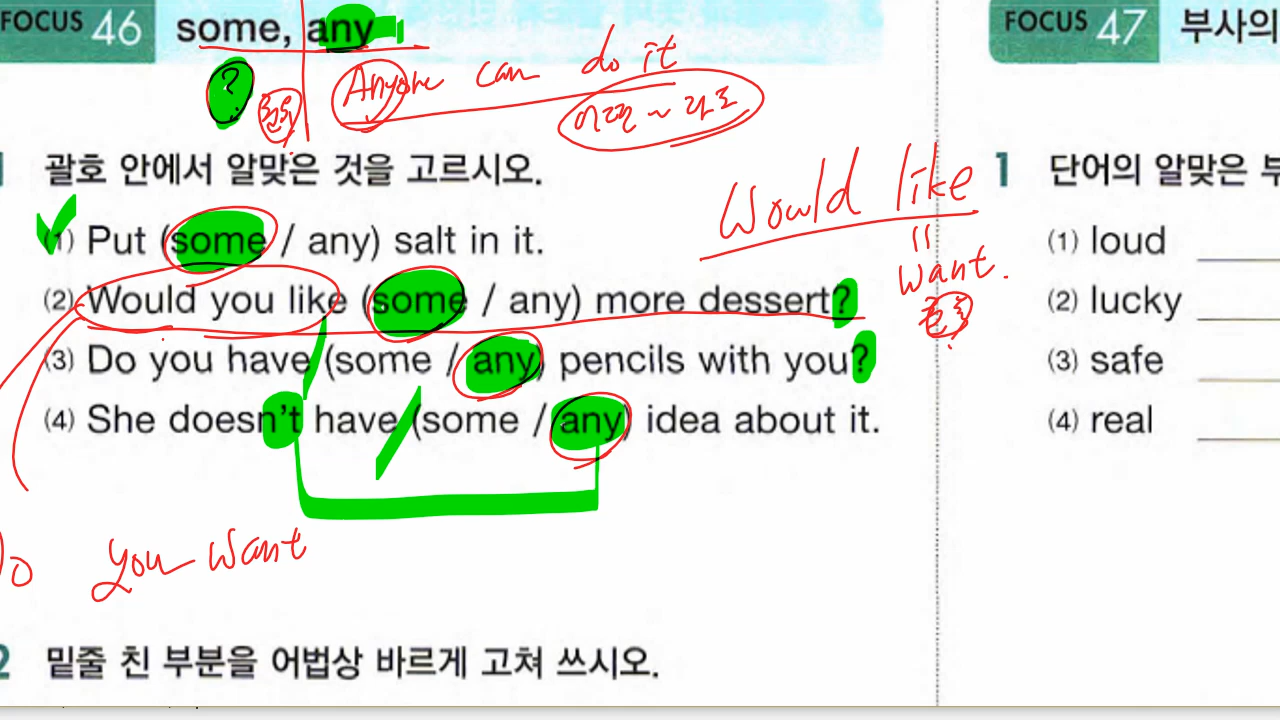 FOCUS 46 some, any
? 권유
Anyone can do it
어떤 ~ 라도
1 괄호 안에서 알맞은 것을 고르시오.
(1) Put (some / any) salt in it.
(2) Would you like (some / any) more dessert?
(3) Do you have (some / any) pencils with you?
(4) She doesn't have (some / any) idea about it.
Would like
=
want.
Do you want
2 밑줄 친 부분을 어법상 바르게 고쳐 쓰시오.
FOCUS 47 부사의
1 단어의 알맞은
(1) loud
(2) lucky
(3) safe
(4) real